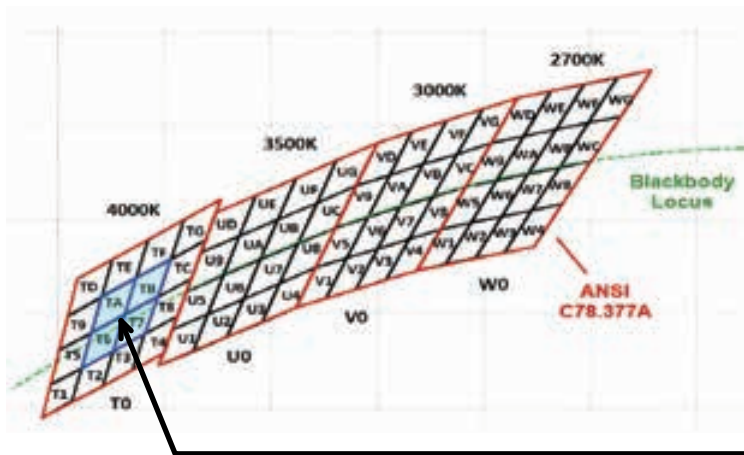 4000K
TD TE TF TG
T9 TA TB TC
T5 T6 T7 T8
T1 T2 T3 T4
T0
3500K
UD UE UF UG
U9 UA UB UC
U5 U6 U7 U8
U1 U2 U3 U4
U0
3000K
VD VE VF VG
V9 VA VB VC
V5 V6 V7 V8
V1 V2 V3 V4
V0
2700K
WD WE WF WG
W9 WA WB WC
W5 W6 W7 W8
W1 W2 W3 W4
W0
Blackbody
Locus
ANSI
C78.377A